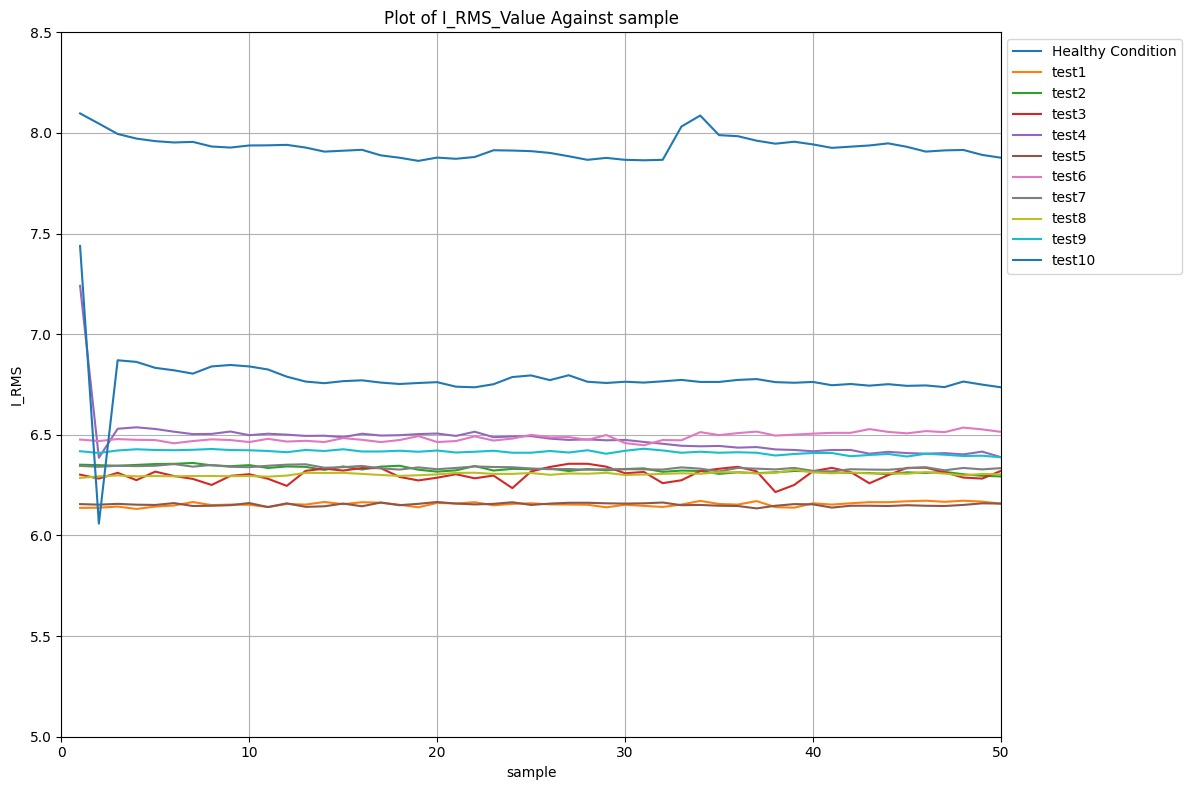 Plot of I_RMS_Value Against sample
8.5
8.0
7.5
7.0
6.5
6.0
5.5
5.0
I_RMS
0 10 20 30 40 50
sample
Healthy Condition
test1
test2
test3
test4
test5
test6
test7
test8
test9
test10